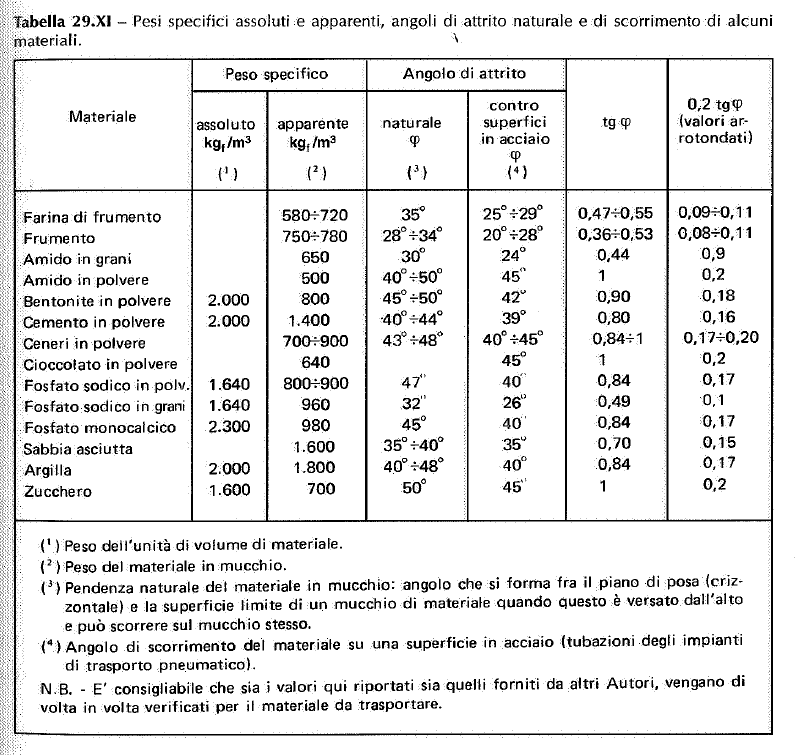 Tabella 29.XI – Pesi specifici assoluti e apparenti, angoli di attrito naturale e di scorrimento di alcuni
materiali.
Materiale
Peso specifico
Angolo di attrito
tg φ
0,2 tgφ
(valori ar-
rotondati)
assoluto
kgf/m³
(¹)
apparente
kgf/m³
(²)
naturale
φ
(³)
contro
superfici
in acciaio
φ
(⁴)
Farina di frumento 580÷720 35° 25°÷29° 0,47÷0,55 0,09÷0,11
Frumento 750÷780 28°÷34° 20°÷28° 0,36÷0,53 0,08÷0,11
Amido in grani 650 30° 24° 0,44 0,9
Amido in polvere 500 40°÷50° 45° 1 0,2
Bentonite in polvere 2.000 800 45°÷50° 42° 0,90 0,18
Cemento in polvere 2.000 1.400 40°÷44° 39° 0,80 0,16
Ceneri in polvere 700÷900 43°÷48° 40°÷45° 0,84÷1 0,17÷0,20
Cioccolato in polvere 640 45° 1 0,2
Fosfato sodico in polv. 1.640 800÷900 47° 40° 0,84 0,17
Fosfato sodico in grani 1.640 960 32° 26° 0,49 0,1
Fosfato monocalcico 2.300 980 45° 40° 0,84 0,17
Sabbia asciutta 1.600 35°÷40° 35° 0,70 0,15
Argilla 2.000 1.800 40°÷48° 40° 0,84 0,17
Zucchero 1.600 700 50° 45° 1 0,2
(¹) Peso dell'unità di volume di materiale.
(²) Peso del materiale in mucchio.
(³) Pendenza naturale del materiale in mucchio: angolo che si forma fra il piano di posa (criz-
zontale) e la superficie limite di un mucchio di materiale quando questo è versato dall'alto
e può scorrere sul mucchio stesso.
(⁴) Angolo di scorrimento del materiale su una superficie in acciaio (tubazioni degli impianti
di trasporto pneumatico).
N.B. - E' consigliabile che sia i valori qui riportati sia quelli forniti da altri Autori, vengano di
volta in volta verificati per il materiale da trasportare.